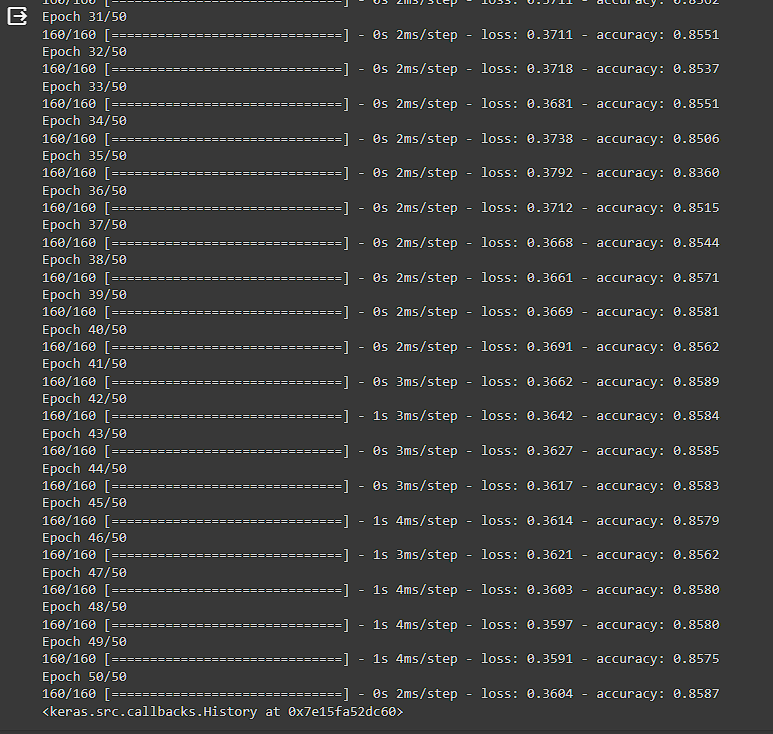 160/160 [==============================] - 0s 2ms/step - loss: 0.3711 - accuracy: 0.8562
Epoch 31/50
160/160 [==============================] - 0s 2ms/step - loss: 0.3711 - accuracy: 0.8551
Epoch 32/50
160/160 [==============================] - 0s 2ms/step - loss: 0.3718 - accuracy: 0.8537
Epoch 33/50
160/160 [==============================] - 0s 2ms/step - loss: 0.3681 - accuracy: 0.8551
Epoch 34/50
160/160 [==============================] - 0s 2ms/step - loss: 0.3738 - accuracy: 0.8506
Epoch 35/50
160/160 [==============================] - 0s 2ms/step - loss: 0.3792 - accuracy: 0.8360
Epoch 36/50
160/160 [==============================] - 0s 2ms/step - loss: 0.3712 - accuracy: 0.8515
Epoch 37/50
160/160 [==============================] - 0s 2ms/step - loss: 0.3668 - accuracy: 0.8544
Epoch 38/50
160/160 [==============================] - 0s 2ms/step - loss: 0.3661 - accuracy: 0.8571
Epoch 39/50
160/160 [==============================] - 0s 2ms/step - loss: 0.3669 - accuracy: 0.8581
Epoch 40/50
160/160 [==============================] - 0s 2ms/step - loss: 0.3691 - accuracy: 0.8562
Epoch 41/50
160/160 [==============================] - 0s 3ms/step - loss: 0.3662 - accuracy: 0.8589
Epoch 42/50
160/160 [==============================] - 1s 3ms/step - loss: 0.3642 - accuracy: 0.8584
Epoch 43/50
160/160 [==============================] - 0s 3ms/step - loss: 0.3627 - accuracy: 0.8585
Epoch 44/50
160/160 [==============================] - 0s 3ms/step - loss: 0.3617 - accuracy: 0.8583
Epoch 45/50
160/160 [==============================] - 1s 4ms/step - loss: 0.3614 - accuracy: 0.8579
Epoch 46/50
160/160 [==============================] - 1s 3ms/step - loss: 0.3621 - accuracy: 0.8562
Epoch 47/50
160/160 [==============================] - 1s 4ms/step - loss: 0.3603 - accuracy: 0.8580
Epoch 48/50
160/160 [==============================] - 1s 4ms/step - loss: 0.3597 - accuracy: 0.8580
Epoch 49/50
160/160 [==============================] - 1s 4ms/step - loss: 0.3591 - accuracy: 0.8575
Epoch 50/50
160/160 [==============================] - 0s 2ms/step - loss: 0.3604 - accuracy: 0.8587
<keras.src.callbacks.History at 0x7e15fa52dc60>